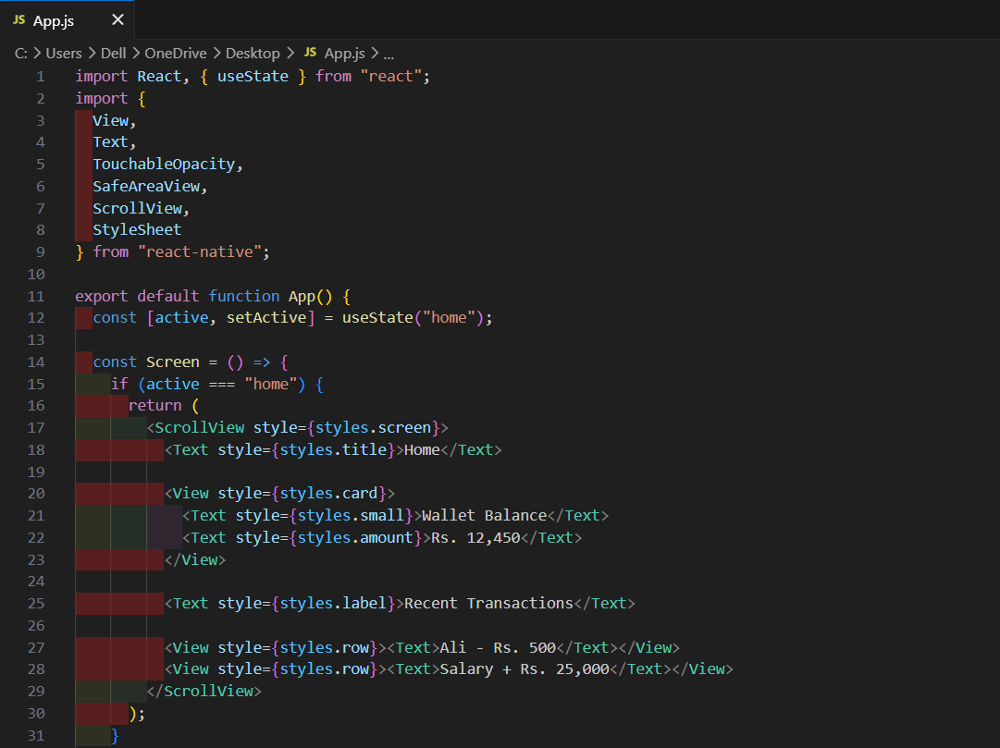 JS App.js ×
C: > Users > Dell > OneDrive > Desktop > JS App.js > ...
1 import React, { useState } from "react";
2 import {
3   View,
4   Text,
5   TouchableOpacity,
6   SafeAreaView,
7   ScrollView,
8   StyleSheet
9 } from "react-native";
10
11 export default function App() {
12   const [active, setActive] = useState("home");
13
14   const Screen = () => {
15     if (active === "home") {
16       return (
17         <ScrollView style={styles.screen}>
18           <Text style={styles.title}>Home</Text>
19
20           <View style={styles.card}>
21             <Text style={styles.small}>Wallet Balance</Text>
22             <Text style={styles.amount}>Rs. 12,450</Text>
23           </View>
24
25           <Text style={styles.label}>Recent Transactions</Text>
26
27           <View style={styles.row}><Text>Ali - Rs. 500</Text></View>
28           <View style={styles.row}><Text>Salary + Rs. 25,000</Text></View>
29         </ScrollView>
30       );
31     }